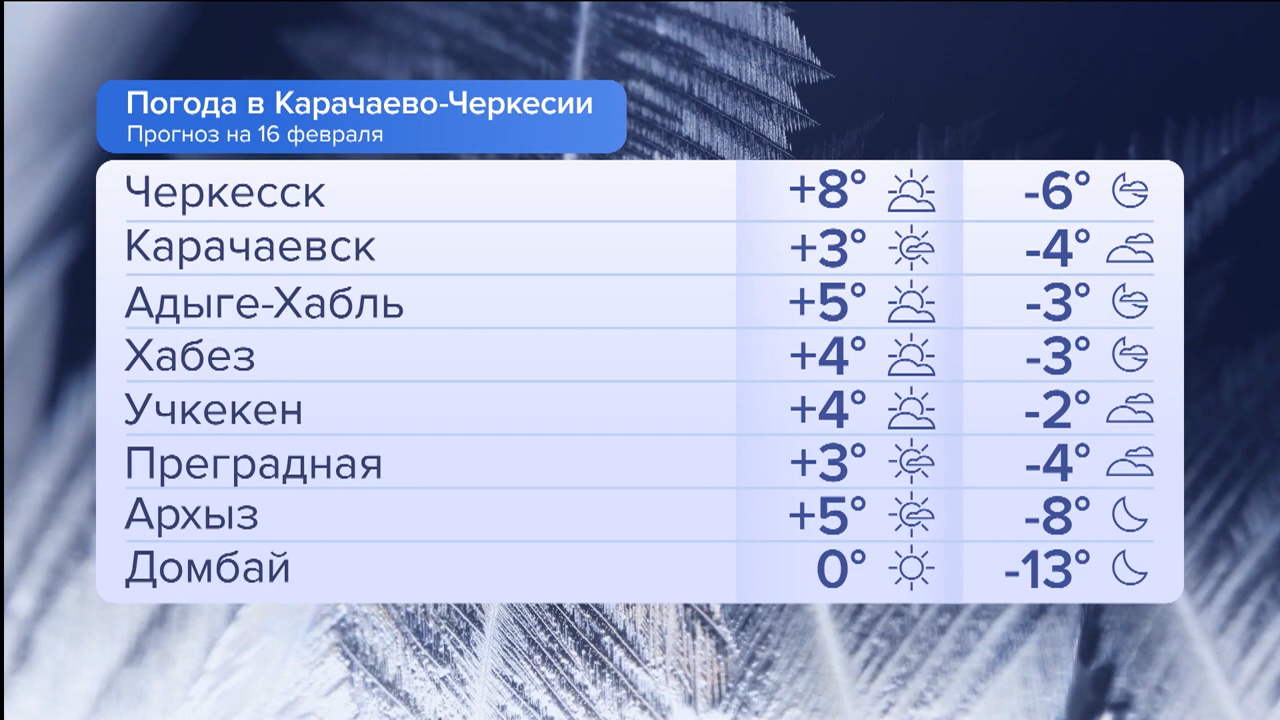 Погода в Карачаево-Черкесии
Прогноз на 16 февраля
Черкесск +8° -6°
Карачаевск +3° -4°
Адыге-Хабль +5° -3°
Хабез +4° -3°
Учкекен +4° -2°
Преградная +3° -4°
Архыз +5° -8°
Домбай 0° -13°